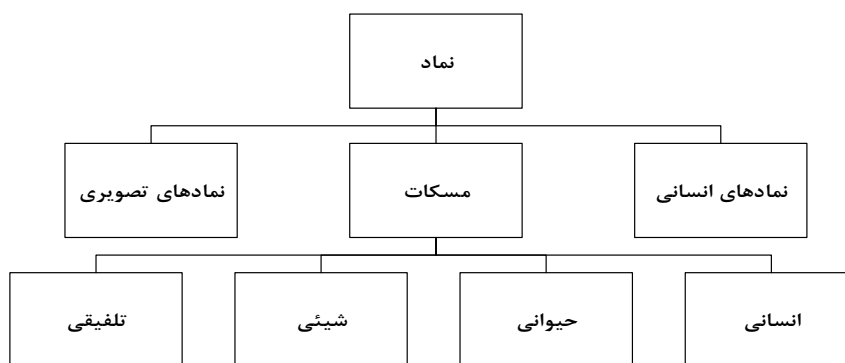 نماد
نمادهای انسانی
مسکات
نمادهای تصویری
انسانی
حیوانی
شیئی
تلفیقی